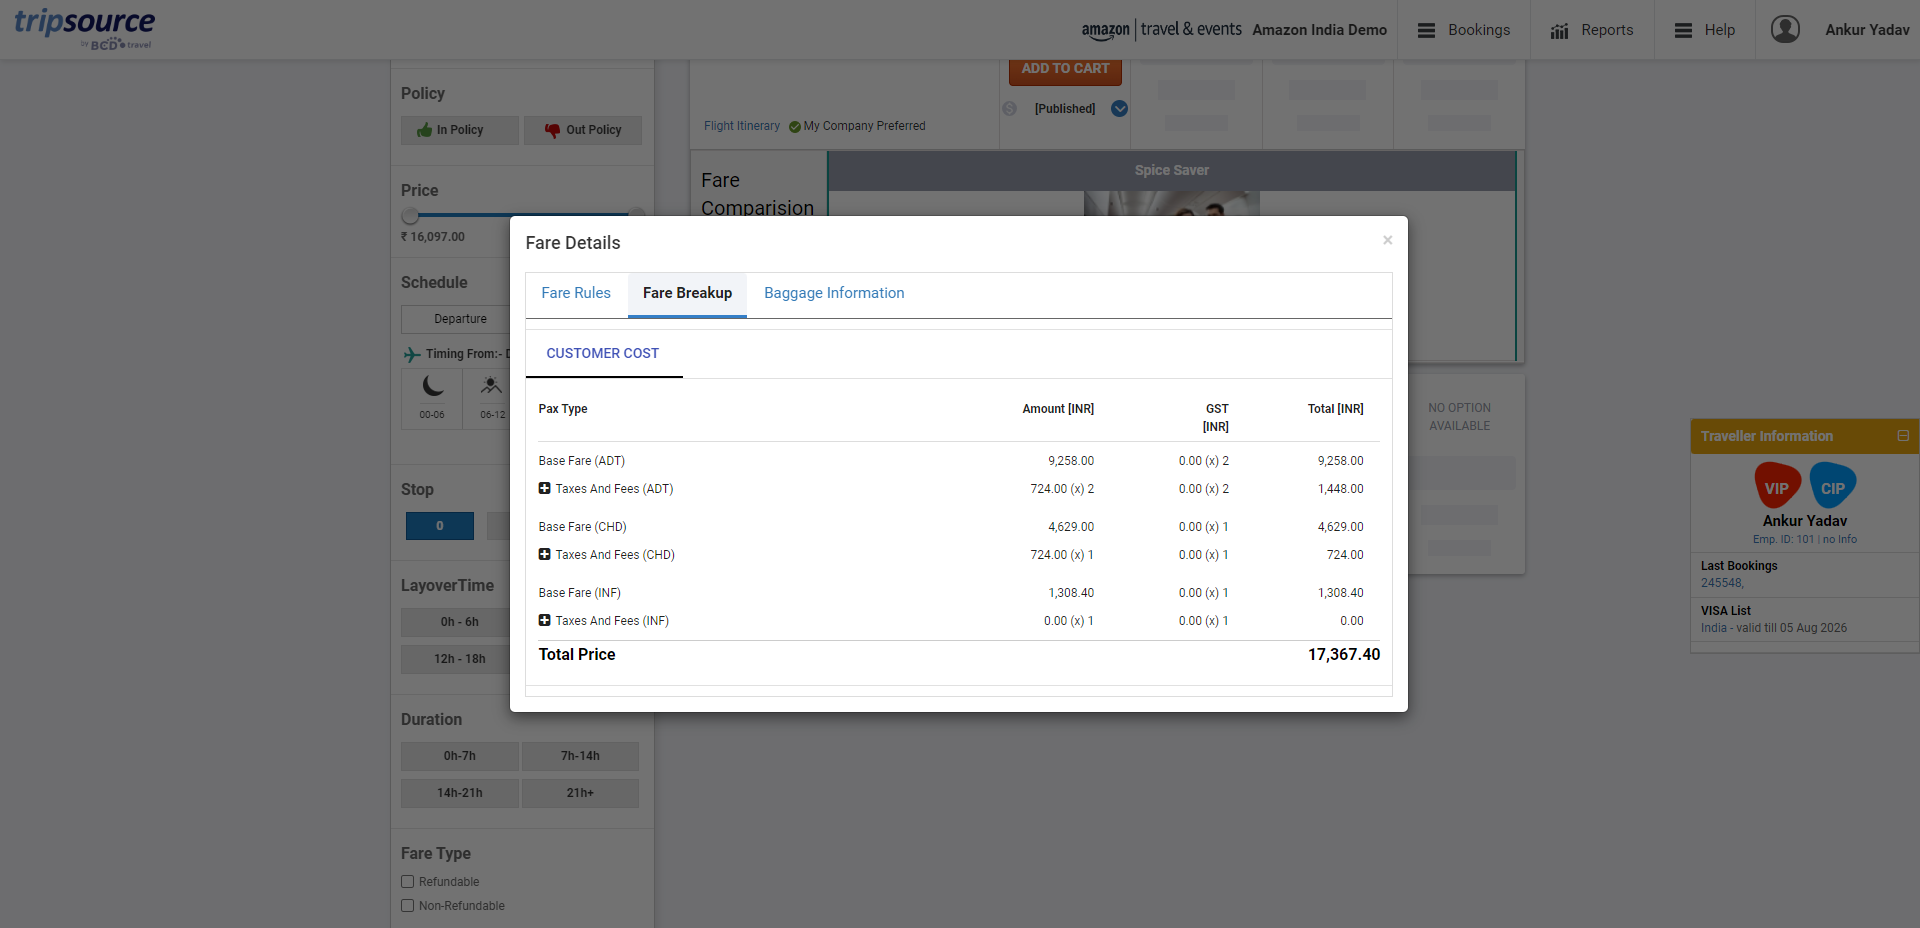 tripsource
by BCD travel
amazon travel & events Amazon India Demo
Bookings
Reports
Help
Ankur Yadav
ADD TO CART
[Published]
Flight Itinerary My Company Preferred
Policy
In Policy
Out Policy
Price
₹ 16,097.00
Schedule
Departure
Timing From:-
00-06
06-12
Stop
0
LayoverTime
0h - 6h
12h - 18h
Duration
0h-7h
7h-14h
14h-21h
21h+
Fare Type
Refundable
Non-Refundable
Fare
Comparision
Spice Saver
Fare Details
×
Fare Rules
Fare Breakup
Baggage Information
CUSTOMER COST
Pax Type Amount [INR] GST [INR] Total [INR]
Base Fare (ADT) 9,258.00 0.00 (x) 2 9,258.00
Taxes And Fees (ADT) 724.00 (x) 2 0.00 (x) 2 1,448.00
Base Fare (CHD) 4,629.00 0.00 (x) 1 4,629.00
Taxes And Fees (CHD) 724.00 (x) 1 0.00 (x) 1 724.00
Base Fare (INF) 1,308.40 0.00 (x) 1 1,308.40
Taxes And Fees (INF) 0.00 (x) 1 0.00 (x) 1 0.00
Total Price 17,367.40
NO OPTION
AVAILABLE
Traveller Information
VIP
CIP
Ankur Yadav
Emp. ID: 101 | no Info
Last Bookings
245548,
VISA List
India - valid till 05 Aug 2026